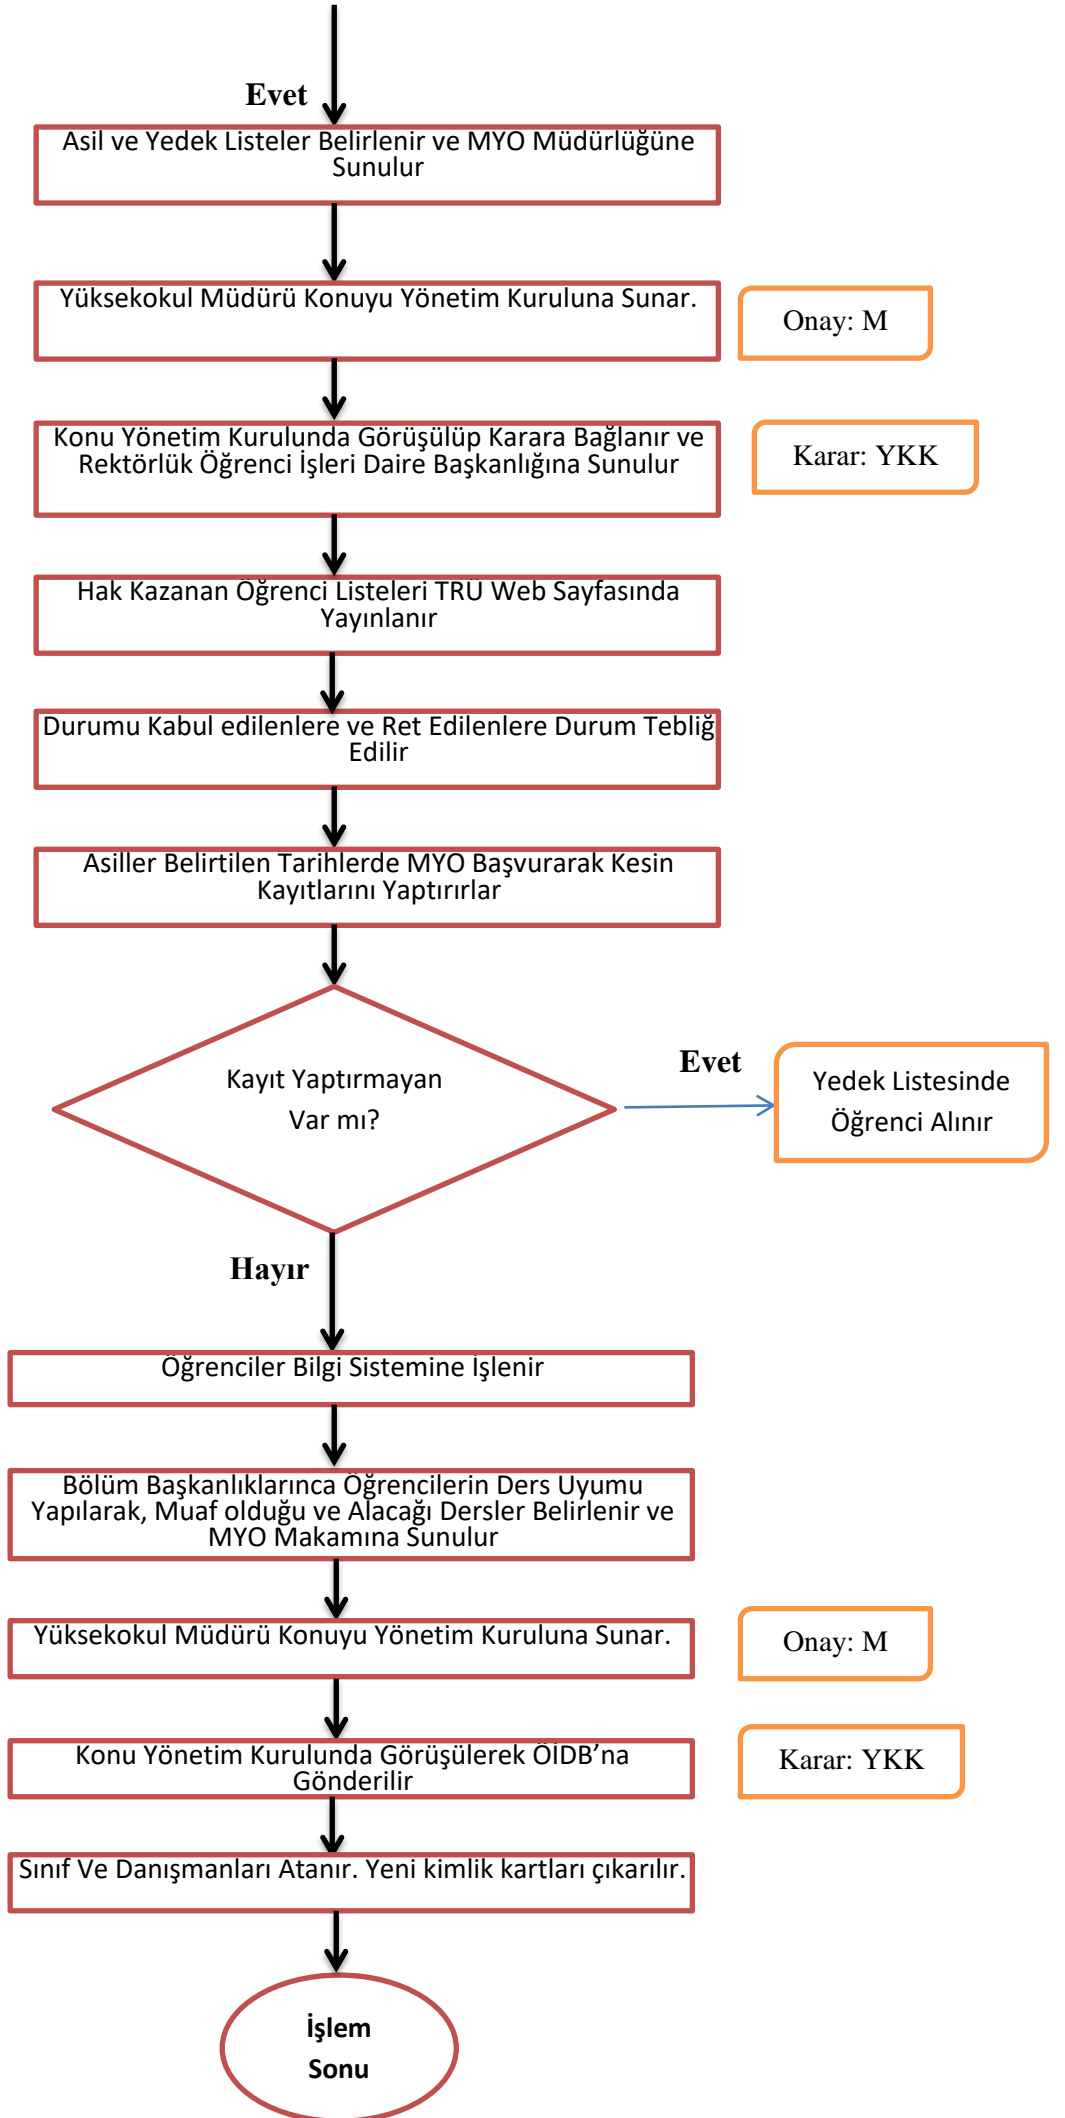 Evet
Asil ve Yedek Listeler Belirlenir ve MYO Müdürlüğüne
Sunulur
Yüksekokul Müdürü Konuyu Yönetim Kuruluna Sunar.
Onay: M
Konu Yönetim Kurulunda Görüşülüp Karara Bağlanır ve
Rektörlük Öğrenci İşleri Daire Başkanlığına Sunulur
Karar: YKK
Hak Kazanan Öğrenci Listeleri TRÜ Web Sayfasında
Yayınlanır
Durumu Kabul edilenlere ve Ret Edilenlere Durum Tebliğ
Edilir
Asiller Belirtilen Tarihlerde MYO Başvurarak Kesin
Kayıtlarını Yaptırırlar
Kayıt Yaptırmayan
Var mı?
Evet
Yedek Listesinde
Öğrenci Alınır
Hayır
Öğrenciler Bilgi Sistemine İşlenir
Bölüm Başkanlıklarınca Öğrencilerin Ders Uyumu
Yapılarak, Muaf olduğu ve Alacağı Dersler Belirlenir ve
MYO Makamına Sunulur
Yüksekokul Müdürü Konuyu Yönetim Kuruluna Sunar.
Onay: M
Konu Yönetim Kurulunda Görüşülerek ÖİDB’na
Gönderilir
Karar: YKK
Sınıf Ve Danışmanları Atanır. Yeni kimlik kartları çıkarılır.
İşlem
Sonu